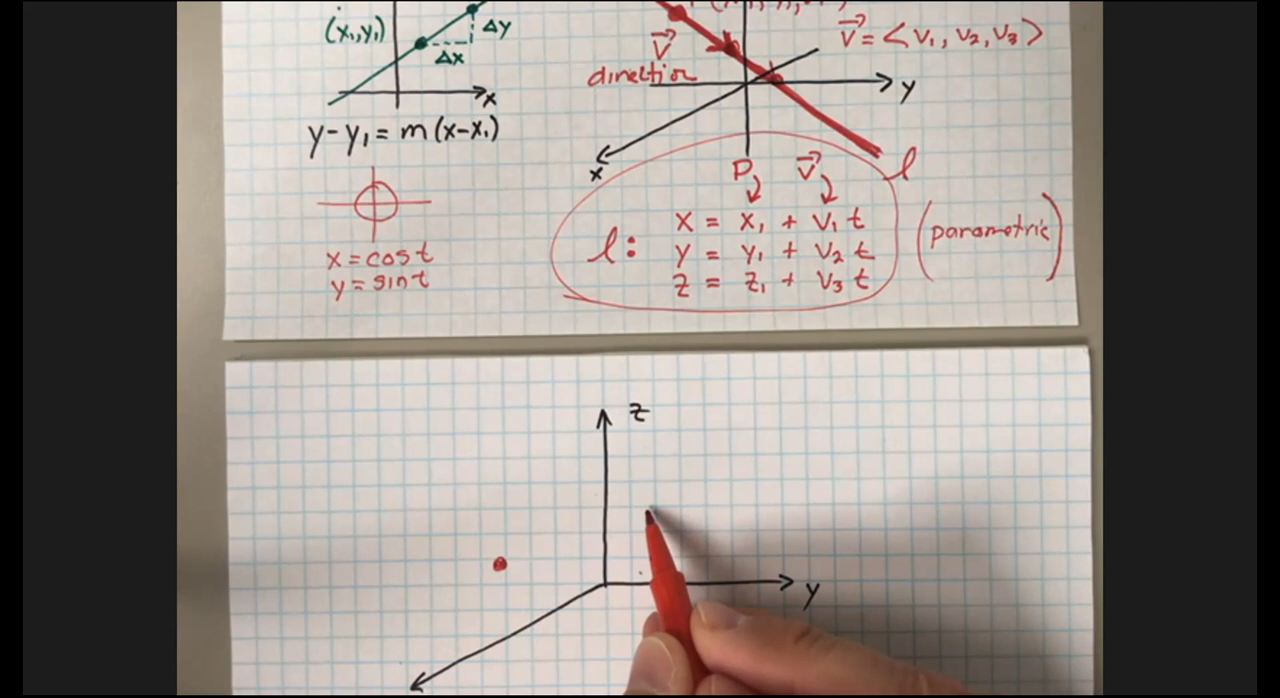 (x₁,y₁)
Δy
Δx
x
y-y₁ = m(x-x₁)
x = cos t
y = sin t
v⃗
direction
v⃗ = < v₁, v₂, v₃ >
y
x
l
P v⃗
l: x = x₁ + v₁ t
y = y₁ + v₂ t
z = z₁ + v₃ t
(parametric)
z
y